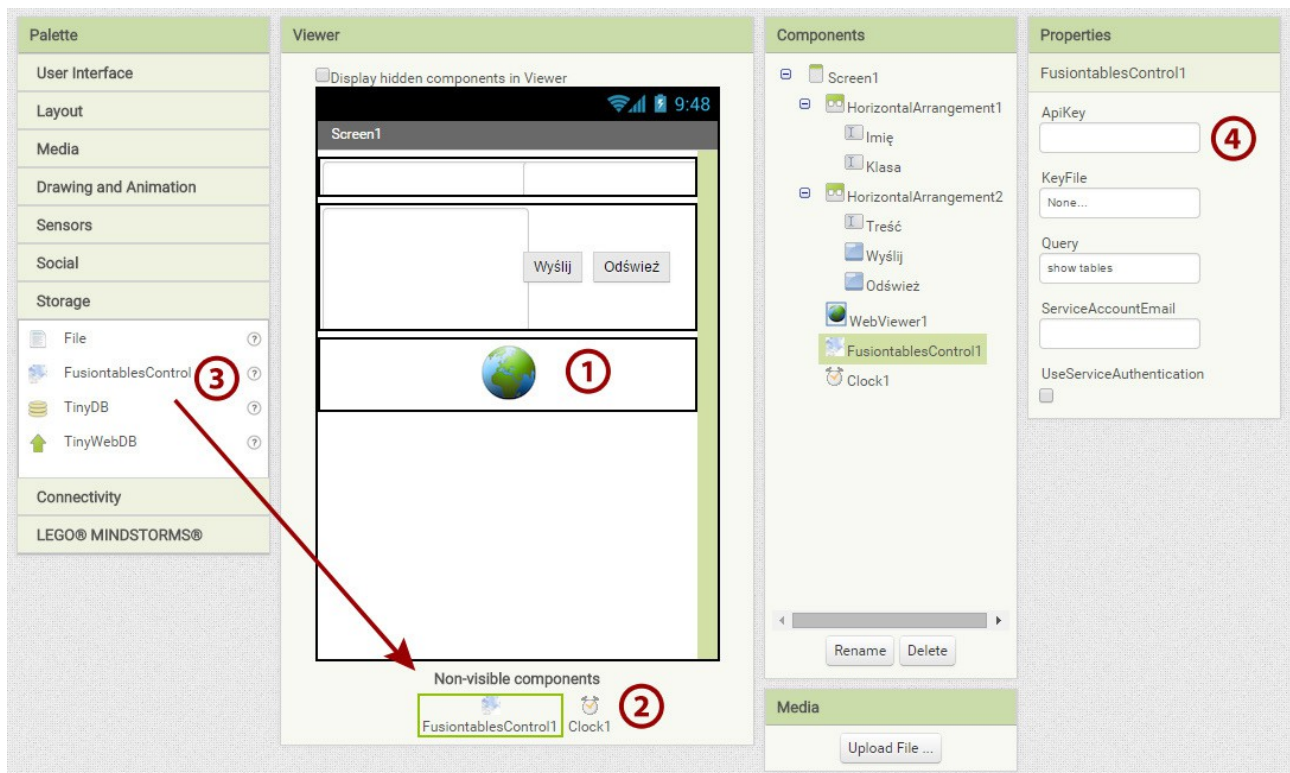 Palette
User Interface
Layout
Media
Drawing and Animation
Sensors
Social
Storage
File ?
FusiontablesControl ?
3
TinyDB ?
TinyWebDB ?
Connectivity
LEGO® MINDSTORMS®
Viewer
Display hidden components in Viewer
9:48
Screen1
Wyślij Odśwież
1
Non-visible components
FusiontablesControl1 Clock1
2
Components
Screen1
HorizontalArrangement1
Imię
Klasa
HorizontalArrangement2
Treść
Wyślij
Odśwież
WebViewer1
FusiontablesControl1
Clock1
Rename Delete
Media
Upload File ...
Properties
FusiontablesControl1
ApiKey
4
KeyFile
None...
Query
show tables
ServiceAccountEmail
UseServiceAuthentication